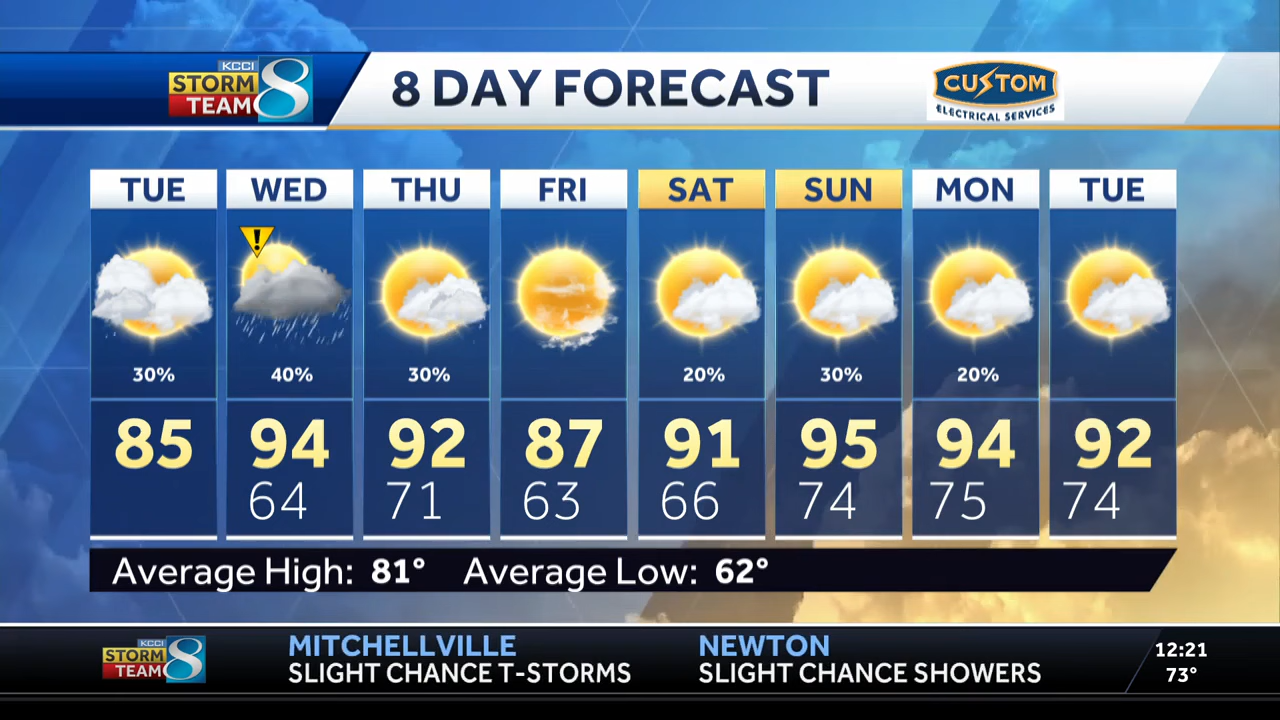 KCCI
STORM
TEAM 8
8 DAY FORECAST
CUSTOM
ELECTRICAL SERVICES
TUE WED THU FRI SAT SUN MON TUE
!
30% 40% 30% 20% 30% 20%
85 94 92 87 91 95 94 92
64 71 63 66 74 75 74
Average High: 81° Average Low: 62°
KCCI
STORM
TEAM 8
MITCHELLVILLE NEWTON
SLIGHT CHANCE T-STORMS SLIGHT CHANCE SHOWERS
12:21
73°